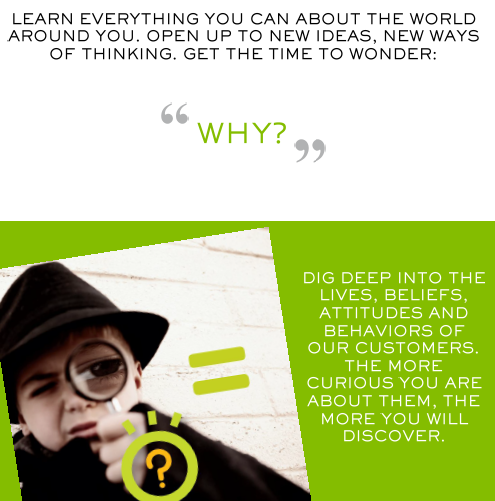 LEARN EVERYTHING YOU CAN ABOUT THE WORLD
AROUND YOU. OPEN UP TO NEW IDEAS, NEW WAYS
OF THINKING. GET THE TIME TO WONDER:
“ WHY? ”
DIG DEEP INTO THE
LIVES, BELIEFS,
ATTITUDES AND
BEHAVIORS OF
OUR CUSTOMERS.
THE MORE
CURIOUS YOU ARE
ABOUT THEM, THE
MORE YOU WILL
DISCOVER.
=
?